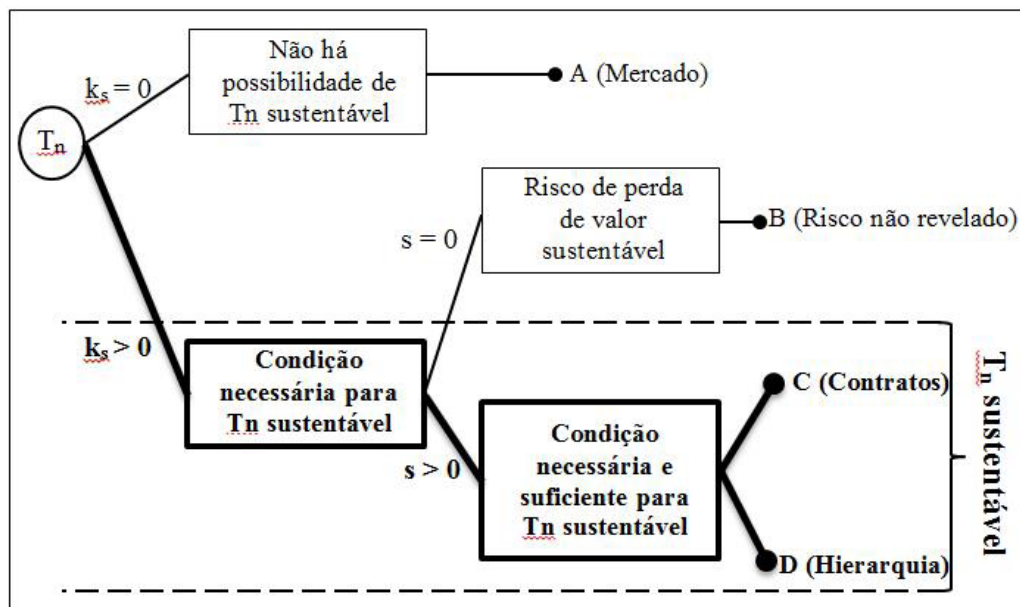 Não há
possibilidade de
Tn sustentável
A (Mercado)
kₛ = 0
Tₙ
Risco de perda
de valor
sustentável
B (Risco não revelado)
s = 0
kₛ > 0
Condição
necessária para
Tn sustentável
C (Contratos)
s > 0
Condição
necessária e
suficiente para
Tn sustentável
D (Hierarquia)
Tₙ sustentável